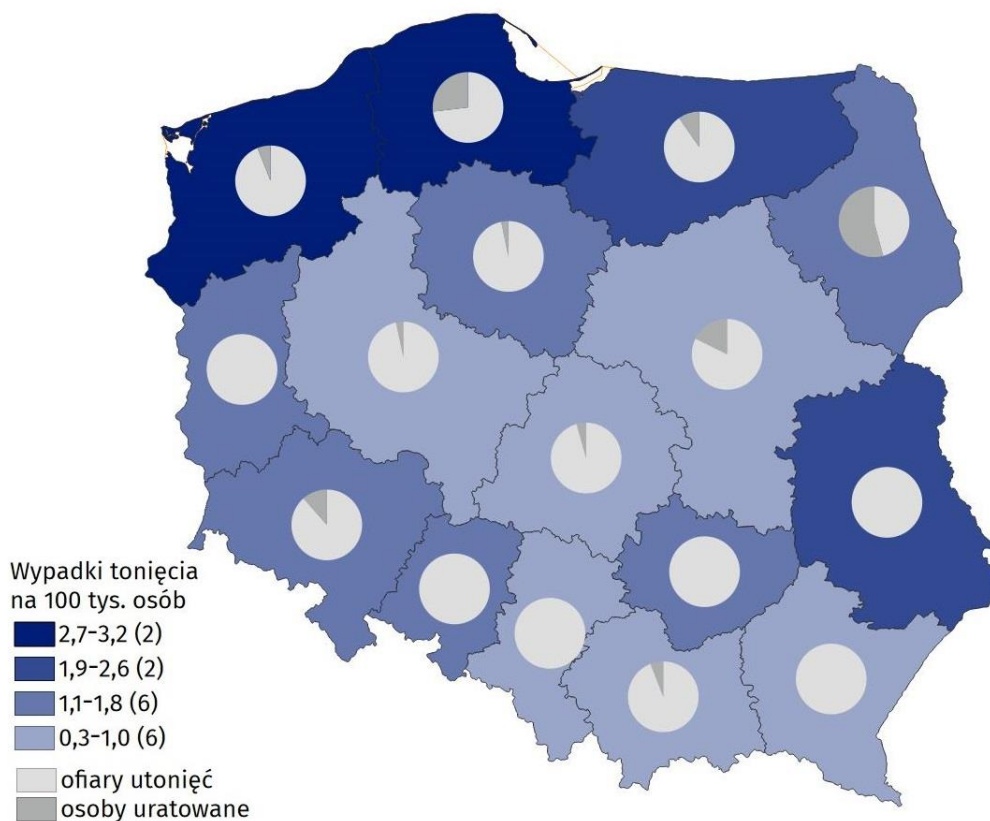 Wypadki tonięcia
na 100 tys. osób
2,7-3,2 (2)
1,9-2,6 (2)
1,1-1,8 (6)
0,3-1,0 (6)
ofiary utonięć
osoby uratowane